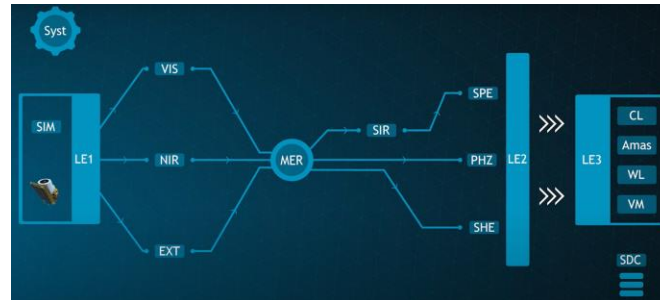 Syst
VIS
SPE
SIM
SIR
CL
LE1
NIR
MER
PHZ
LE2
LE3
Amas
WL
VM
EXT
SHE
SDC